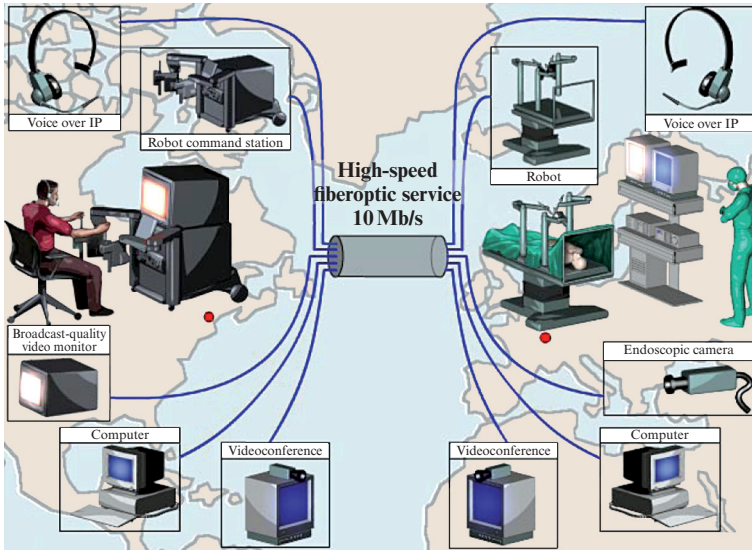 Voice over IP
Robot command station
High-speed
fiberoptic service
10 Mb/s
Robot
Voice over IP
Broadcast-quality
video monitor
Endoscopic camera
Computer
Videoconference
Videoconference
Computer